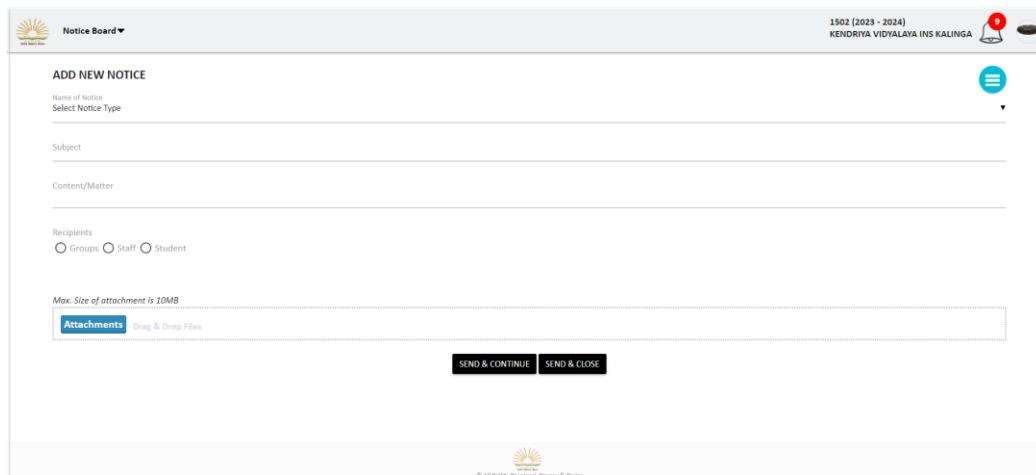 Notice Board
1502 (2023 - 2024)
KENDRIYA VIDYALAYA INS KALINGA
9
ADD NEW NOTICE
Name of Notice
Select Notice Type
Subject
Content/Matter
Recipients
Groups Staff Student
Max. Size of attachment is 10MB
Attachments Drag & Drop Files
SEND & CONTINUE SEND & CLOSE